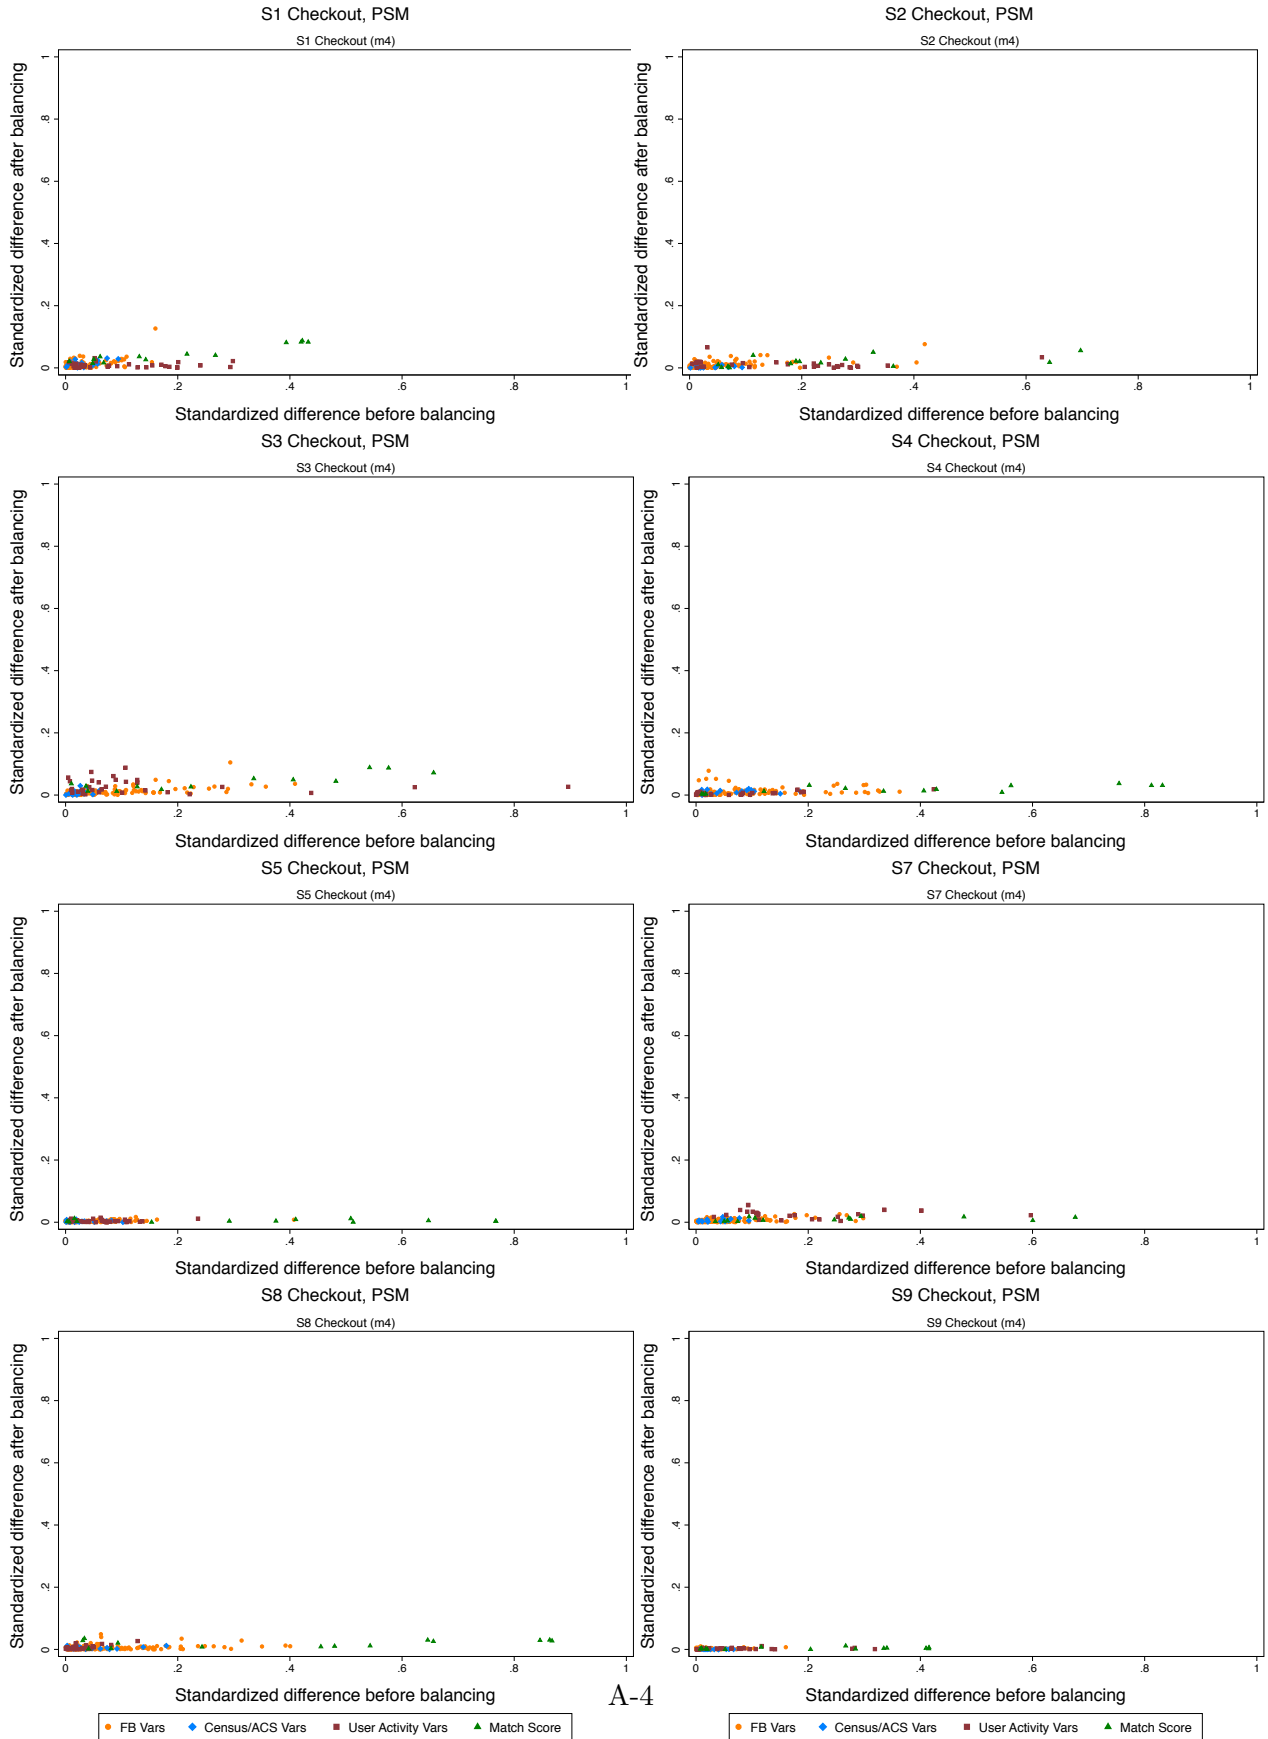 S1 Checkout, PSM
S1 Checkout (m4)
Standardized difference after balancing
0 .2 .4 .6 .8 1
0 .2 .4 .6 .8 1
Standardized difference before balancing
S2 Checkout, PSM
S2 Checkout (m4)
Standardized difference after balancing
0 .2 .4 .6 .8 1
0 .2 .4 .6 .8 1
Standardized difference before balancing
S3 Checkout, PSM
S3 Checkout (m4)
Standardized difference after balancing
0 .2 .4 .6 .8 1
0 .2 .4 .6 .8 1
Standardized difference before balancing
S4 Checkout, PSM
S4 Checkout (m4)
Standardized difference after balancing
0 .2 .4 .6 .8 1
0 .2 .4 .6 .8 1
Standardized difference before balancing
S5 Checkout, PSM
S5 Checkout (m4)
Standardized difference after balancing
0 .2 .4 .6 .8 1
0 .2 .4 .6 .8 1
Standardized difference before balancing
S7 Checkout, PSM
S7 Checkout (m4)
Standardized difference after balancing
0 .2 .4 .6 .8 1
0 .2 .4 .6 .8 1
Standardized difference before balancing
S8 Checkout, PSM
S8 Checkout (m4)
Standardized difference after balancing
0 .2 .4 .6 .8 1
0 .2 .4 .6 .8 1
Standardized difference before balancing
FB Vars Census/ACS Vars User Activity Vars Match Score
S9 Checkout, PSM
S9 Checkout (m4)
Standardized difference after balancing
0 .2 .4 .6 .8 1
0 .2 .4 .6 .8 1
Standardized difference before balancing
FB Vars Census/ACS Vars User Activity Vars Match Score
A-4